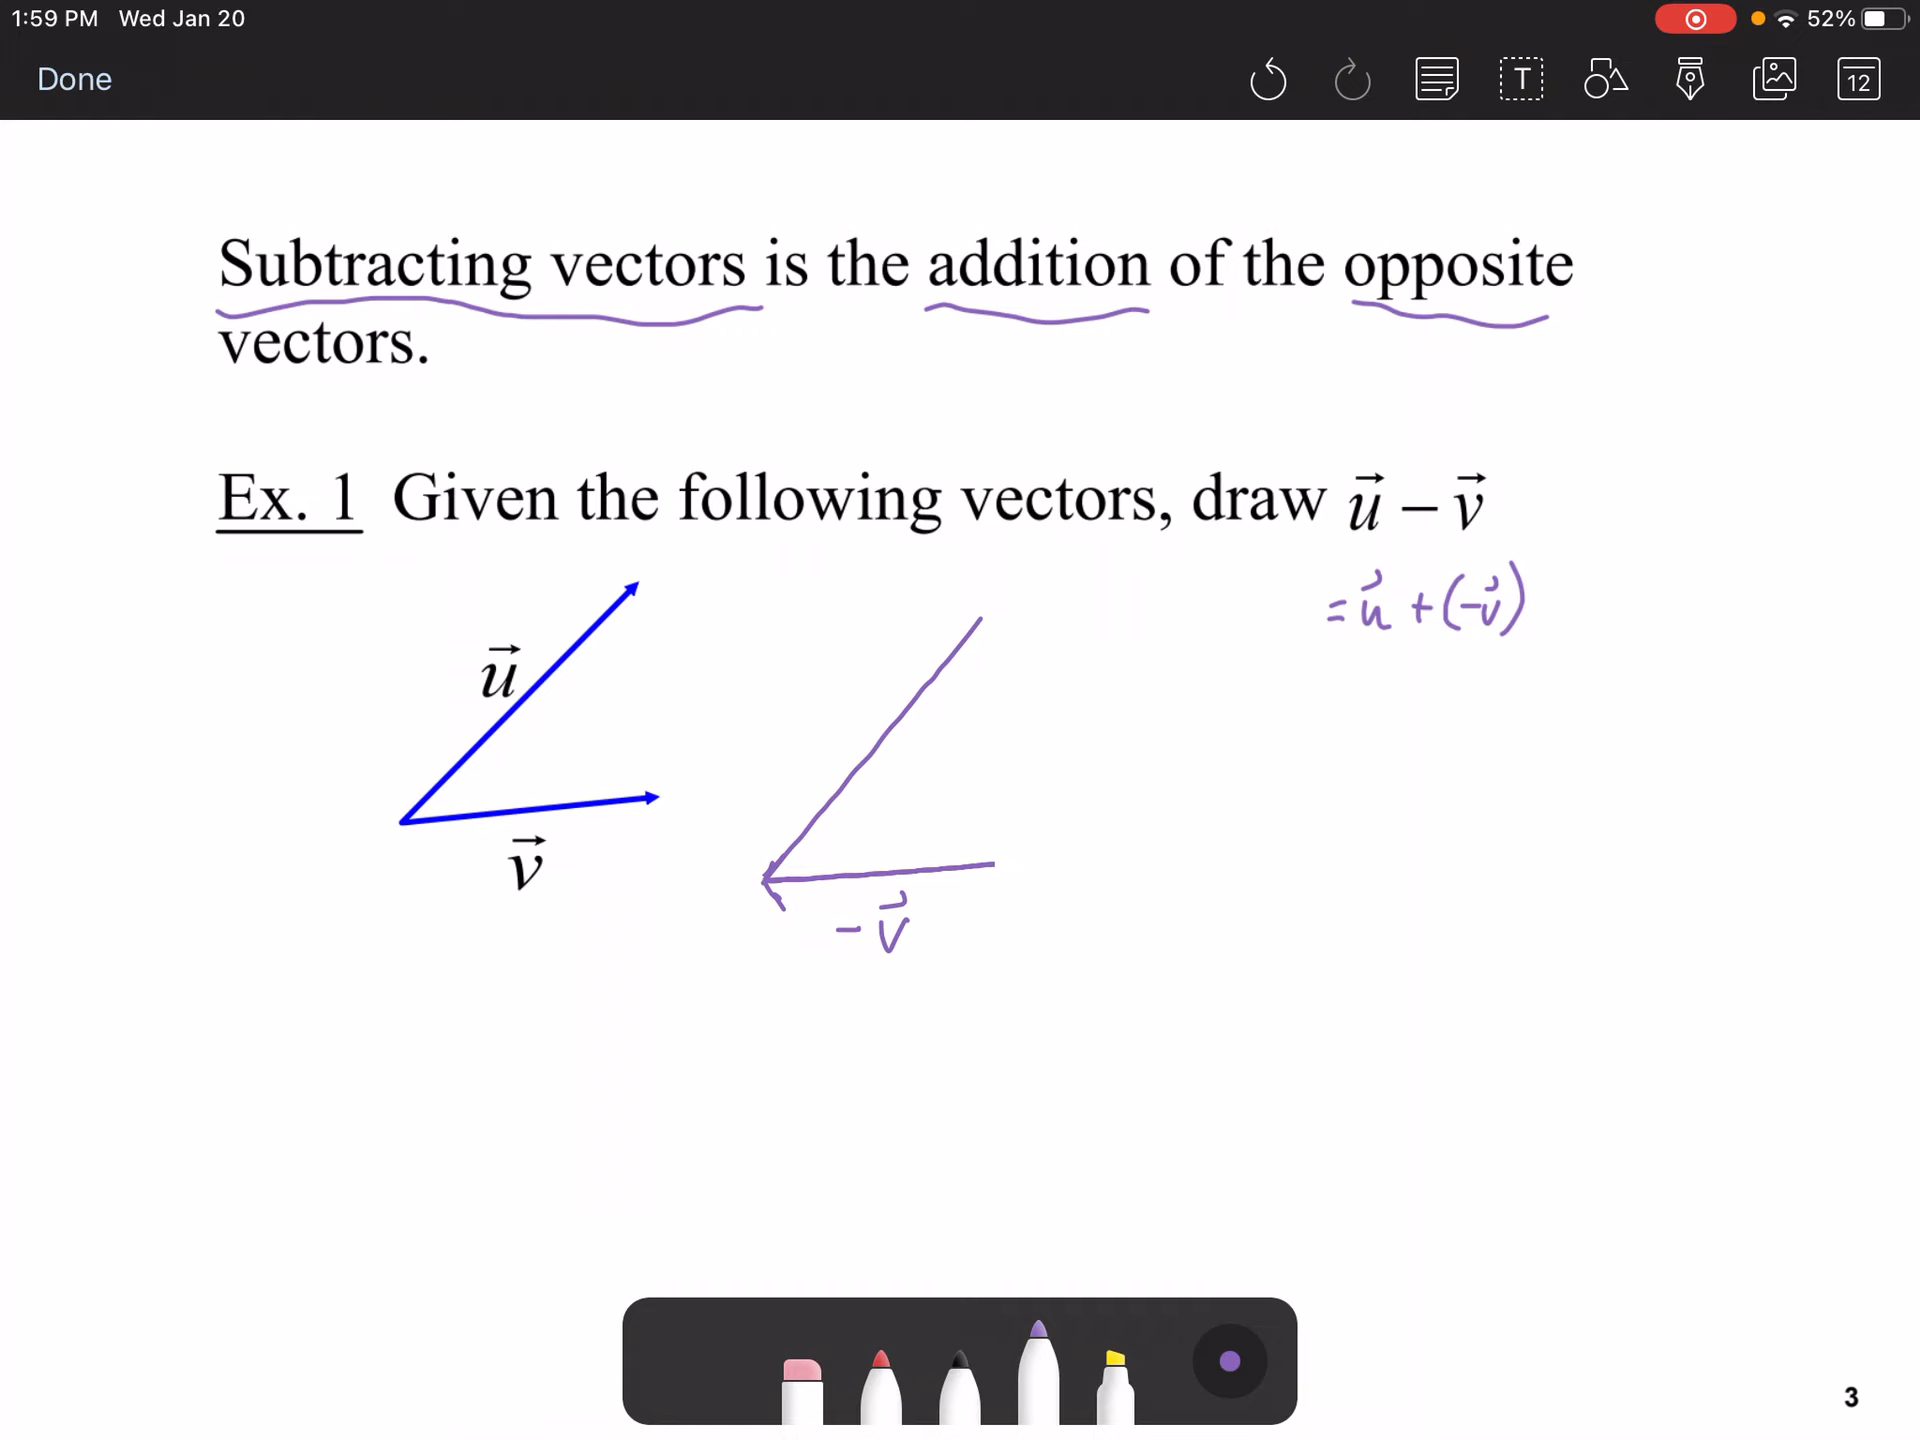 1:59 PM Wed Jan 20
52%
Done
T
12
Subtracting vectors is the addition of the opposite
vectors.
Ex. 1 Given the following vectors, draw u⃗ – v⃗
= u⃗ + (-v⃗)
u⃗
v⃗
- v⃗
3